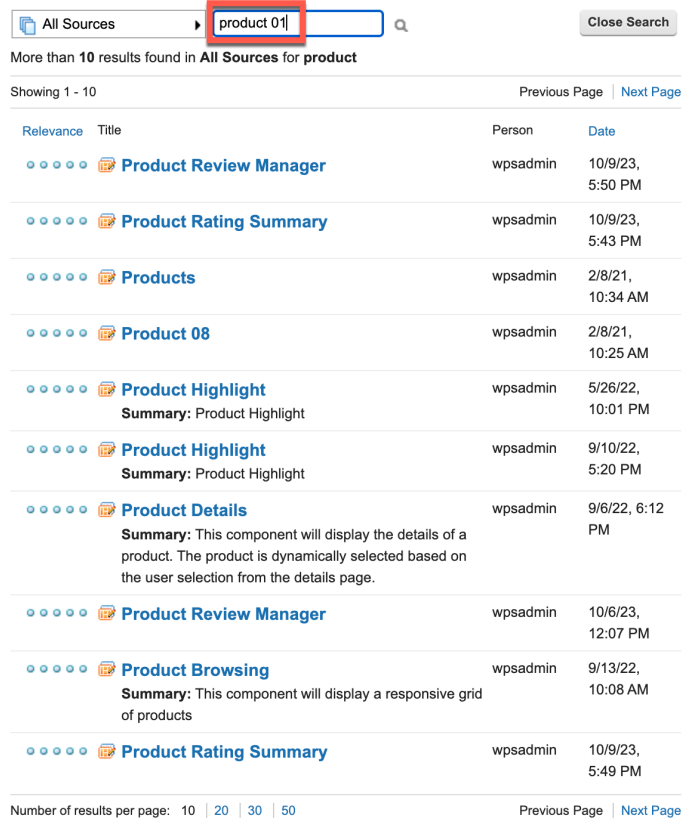 All Sources product 01 Close Search
More than 10 results found in All Sources for product
Showing 1 - 10 Previous Page Next Page
Relevance Title Person Date
Product Review Manager wpsadmin 10/9/23,
5:50 PM
Product Rating Summary wpsadmin 10/9/23,
5:43 PM
Products wpsadmin 2/8/21,
10:34 AM
Product 08 wpsadmin 2/8/21,
10:25 AM
Product Highlight wpsadmin 5/26/22,
Summary: Product Highlight 10:01 PM
Product Highlight wpsadmin 9/10/22,
Summary: Product Highlight 5:20 PM
Product Details wpsadmin 9/6/22, 6:12
Summary: This component will display the details of a PM
product. The product is dynamically selected based on
the user selection from the details page.
Product Review Manager wpsadmin 10/6/23,
12:07 PM
Product Browsing wpsadmin 9/13/22,
Summary: This component will display a responsive grid 10:08 AM
of products
Product Rating Summary wpsadmin 10/9/23,
5:49 PM
Number of results per page: 10 20 30 50 Previous Page Next Page